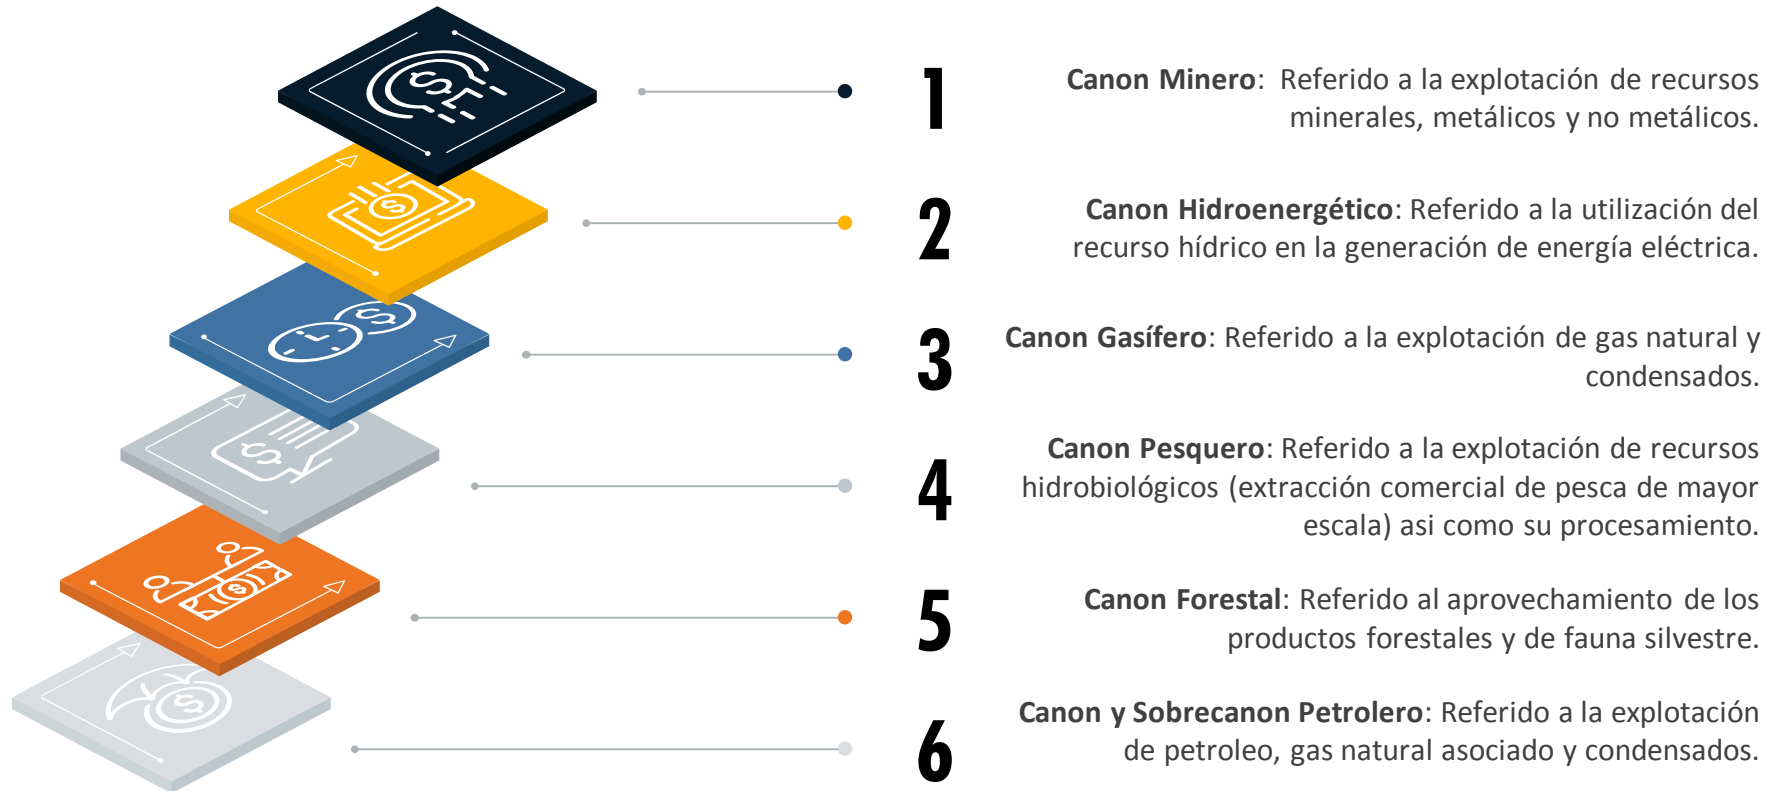 1
Canon Minero: Referido a la explotación de recursos
minerales, metálicos y no metálicos.
2
Canon Hidroenergético: Referido a la utilización del
recurso hídrico en la generación de energía eléctrica.
3
Canon Gasífero: Referido a la explotación de gas natural y
condensados.
4
Canon Pesquero: Referido a la explotación de recursos
hidrobiológicos (extracción comercial de pesca de mayor
escala) asi como su procesamiento.
5
Canon Forestal: Referido al aprovechamiento de los
productos forestales y de fauna silvestre.
6
Canon y Sobrecanon Petrolero: Referido a la explotación
de petroleo, gas natural asociado y condensados.